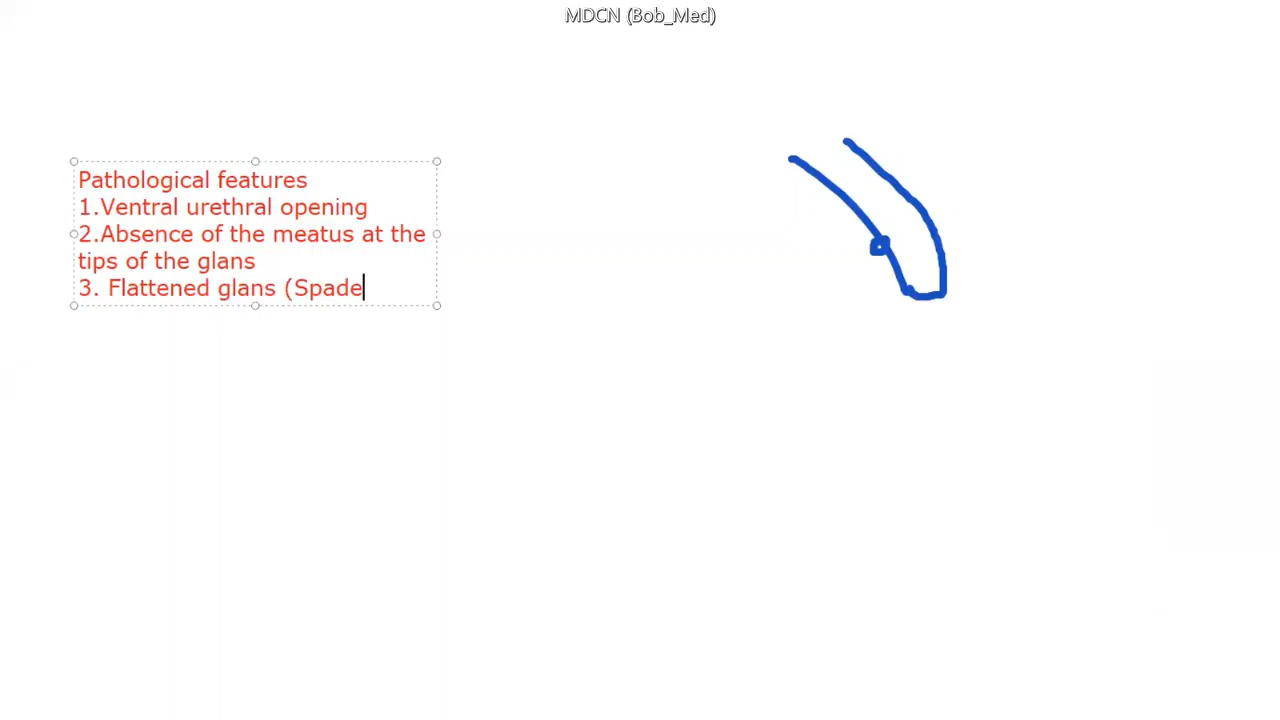 MDCN (Bob_Med)
Pathological features
1.Ventral urethral opening
2.Absence of the meatus at the
tips of the glans
3. Flattened glans (Spade